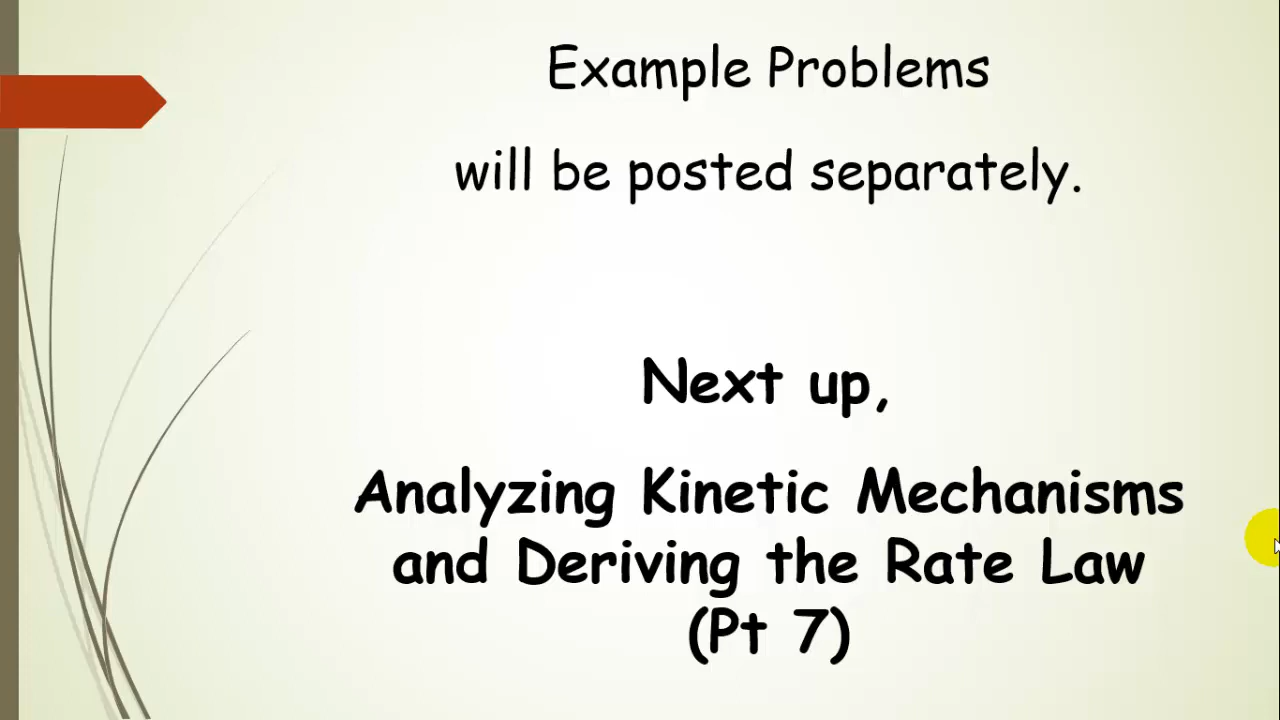 Example Problems
will be posted separately.
Next up,
Analyzing Kinetic Mechanisms
and Deriving the Rate Law
(Pt 7)